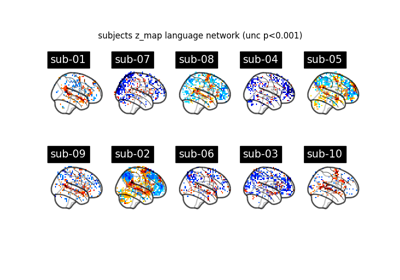 subjects z_map language network (unc p<0.001)
sub-01 sub-07 sub-08 sub-04 sub-05
sub-09 sub-02 sub-06 sub-03 sub-10